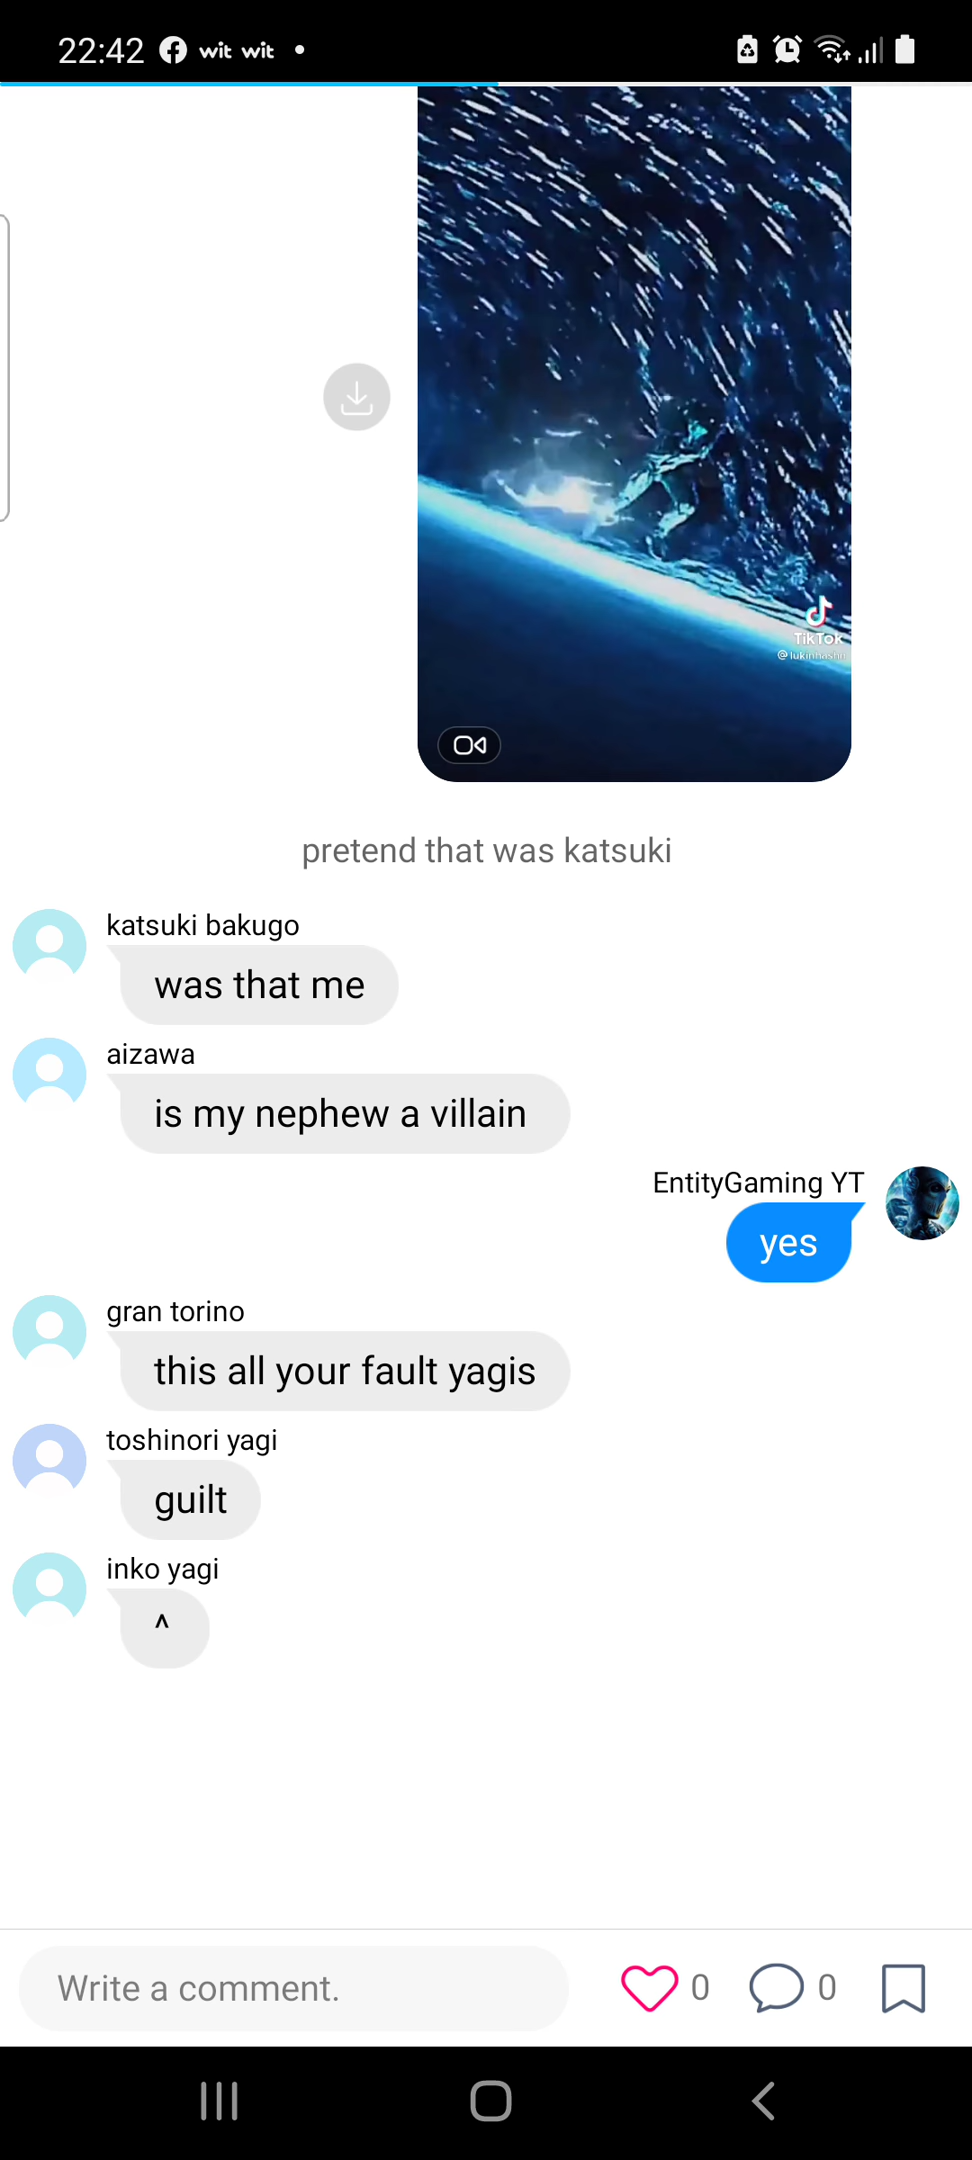 22:42 wit wit
TikTok
pretend that was katsuki
katsuki bakugo
was that me
aizawa
is my nephew a villain
EntityGaming YT
yes
gran torino
this all your fault yagis
toshinori yagi
guilt
inko yagi
^
Write a comment.
0
0